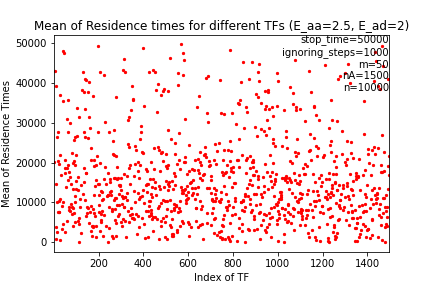 Mean of Residence times for different TFs (E_aa=2.5, E_ad=2)
stop_time=50000
ignoring_steps=1000
m=50
nA=1500
n=10000
Mean of Residence Times
50000
40000
30000
20000
10000
0
200
400
600
800
1000
1200
1400
Index of TF